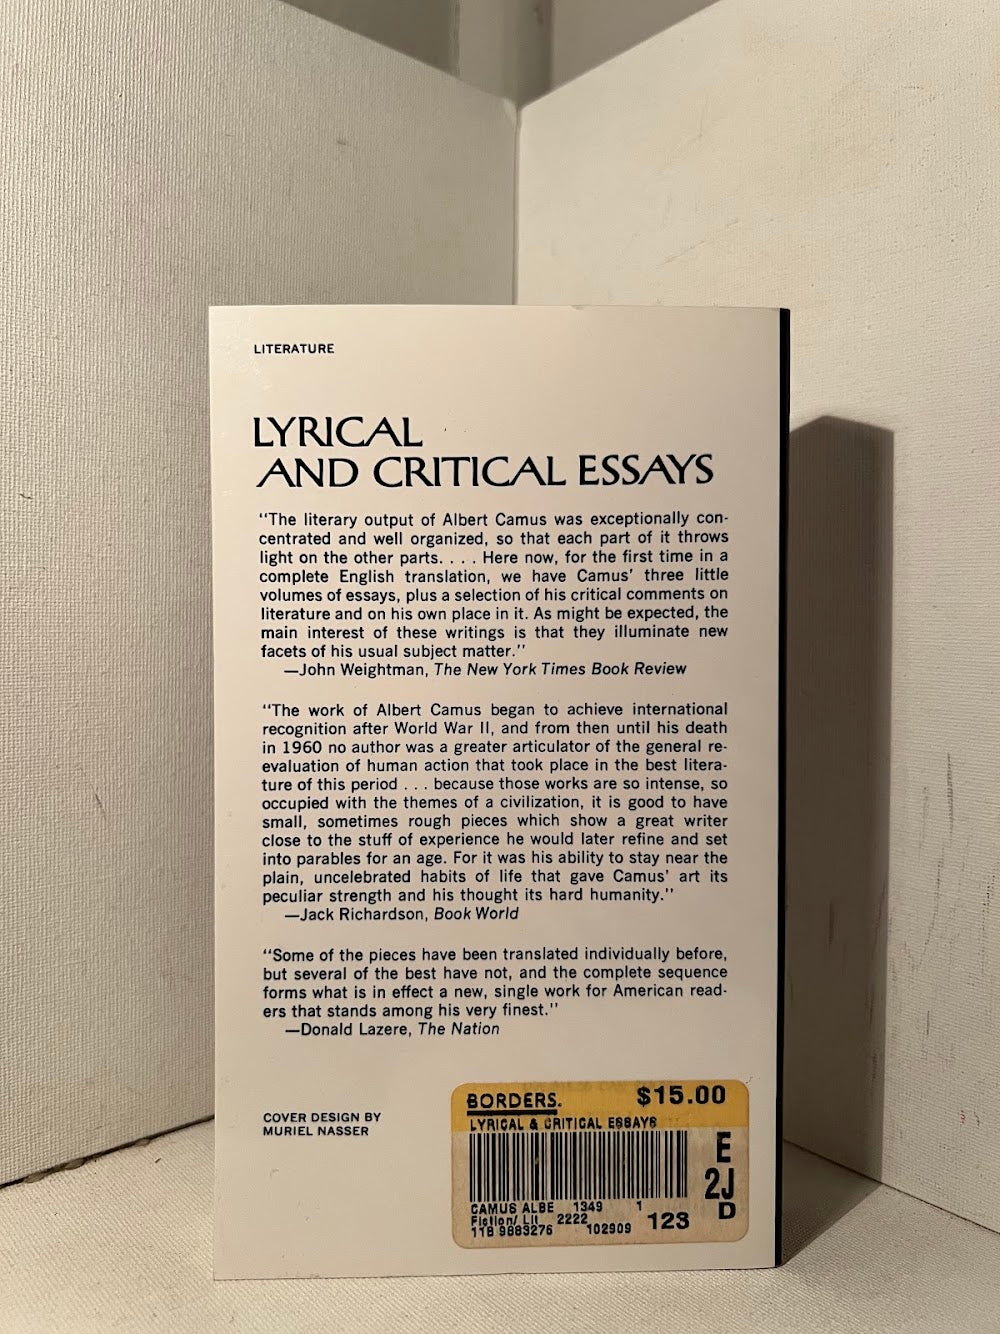 LITERATURE
LYRICAL
AND CRITICAL ESSAYS
“The literary output of Albert Camus was exceptionally con-
centrated and well organized, so that each part of it throws
light on the other parts. . . . Here now, for the first time in a
complete English translation, we have Camus’ three little
volumes of essays, plus a selection of his critical comments on
literature and on his own place in it. As might be expected, the
main interest of these writings is that they illuminate new
facets of his usual subject matter.”
—John Weightman, The New York Times Book Review
“The work of Albert Camus began to achieve international
recognition after World War II, and from then until his death
in 1960 no author was a greater articulator of the general re-
evaluation of human action that took place in the best litera-
ture of this period . . . because those works are so intense, so
occupied with the themes of a civilization, it is good to have
small, sometimes rough pieces which show a great writer
close to the stuff of experience he would later refine and set
into parables for an age. For it was his ability to stay near the
plain, uncelebrated habits of life that gave Camus’ art its
peculiar strength and his thought its hard humanity.”
—Jack Richardson, Book World
“Some of the pieces have been translated individually before,
but several of the best have not, and the complete sequence
forms what is in effect a new, single work for American read-
ers that stands among his very finest.”
—Donald Lazere, The Nation
COVER DESIGN BY
MURIEL NASSER
BORDERS. $15.00
LYRICAL & CRITICAL ESSAYS
E
2J
D
CAMUS ALBE 1349 1
Fiction/ Lit 2222 123
11B 9883276 102909